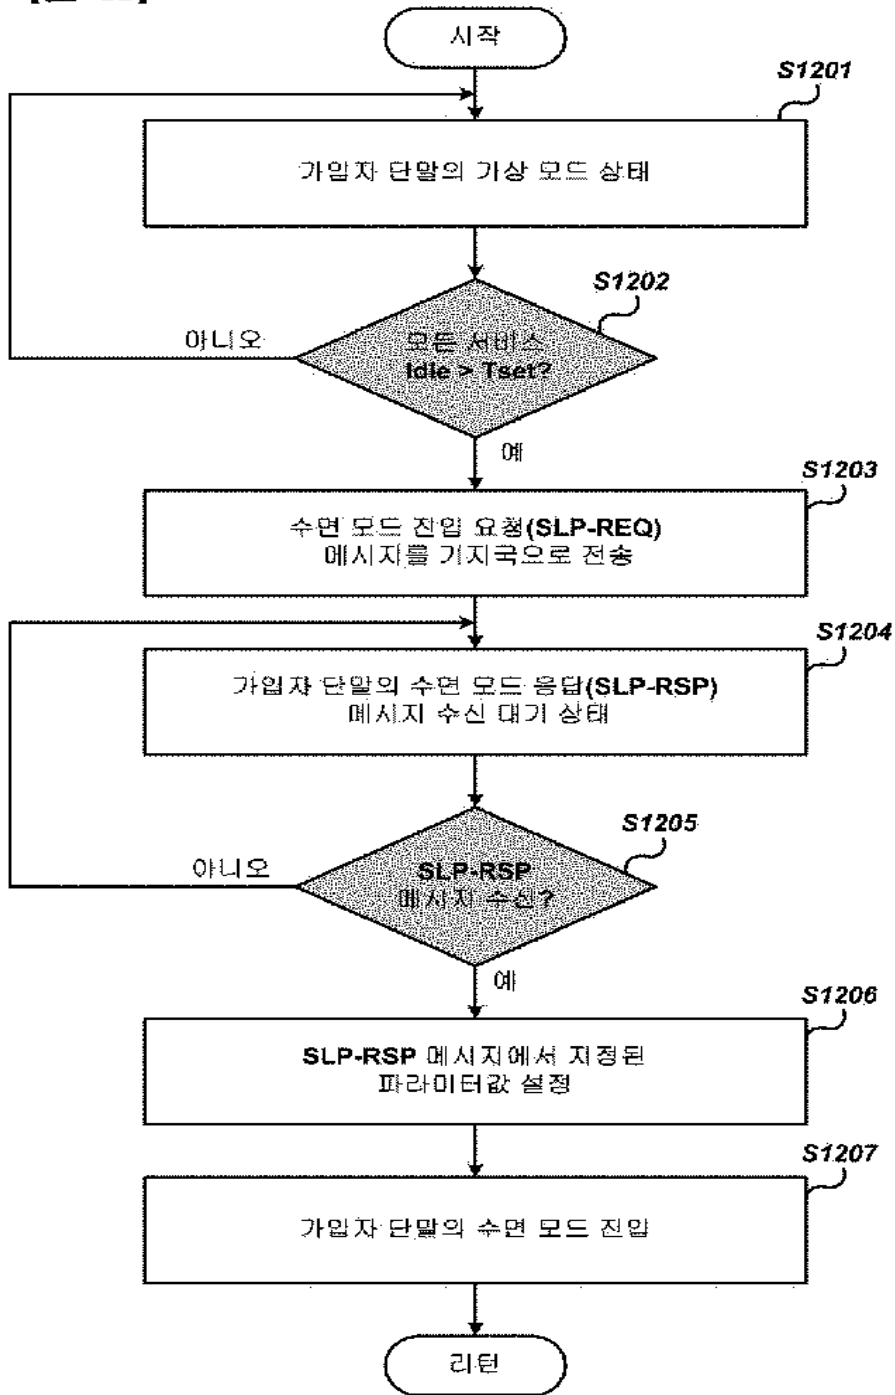 시작
S1201
가입자 단말의 기상 모드 상태
S1202
아니오
모든 서비스
Idle > Tset?
예
S1203
수면 모드 진입 요청(SLP-REQ)
메시지를 기지국으로 전송
S1204
가입자 단말의 수면 모드 응답(SLP-RSP)
메시지 수신 대기 상태
S1205
아니오
SLP-RSP
메시지 수신?
예
S1206
SLP-RSP 메시지에서 지정된
파라미터값 설정
S1207
가입자 단말의 수면 모드 진입
리턴